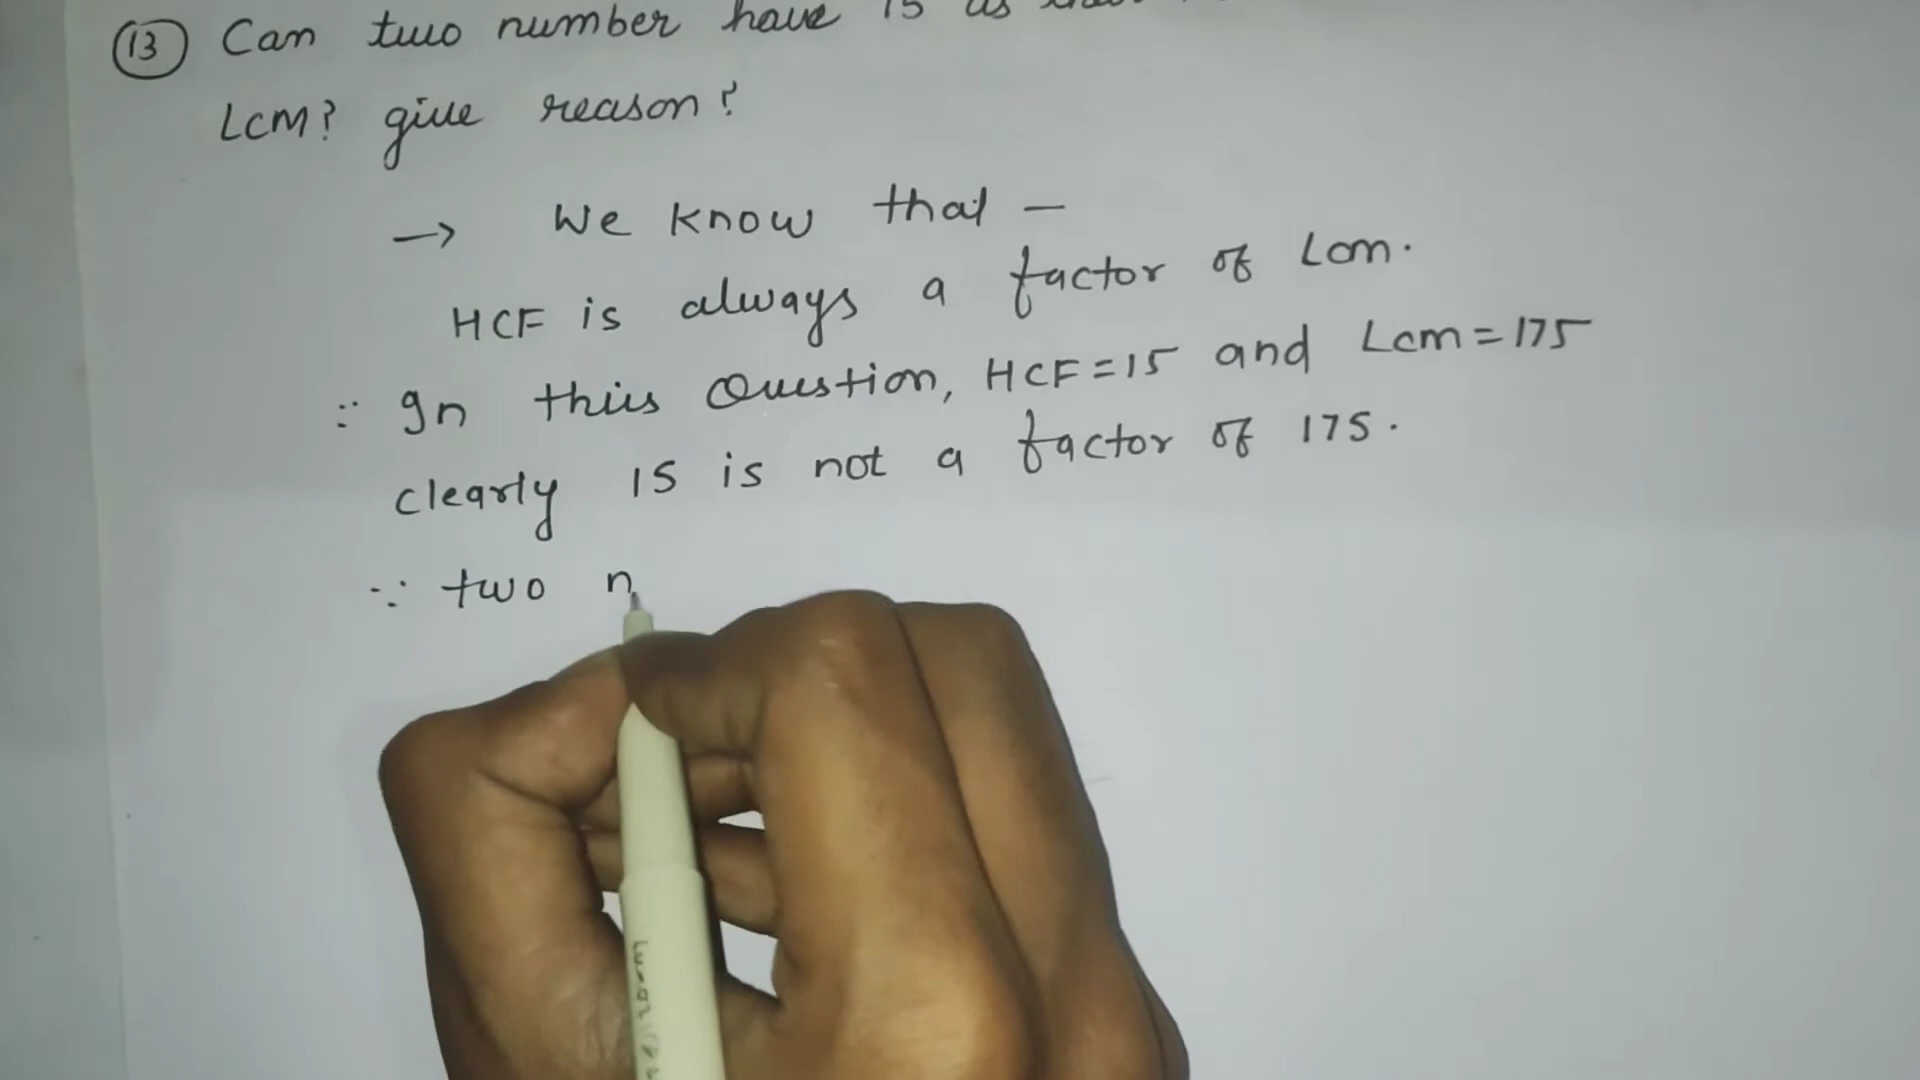 13 Can two number have 15 as
LCM? give reason?
→ We know that —
HCF is always a factor of Lcm.
∵ In this Question, HCF=15 and Lcm=175
clearly 15 is not a factor of 175.
∵ two n